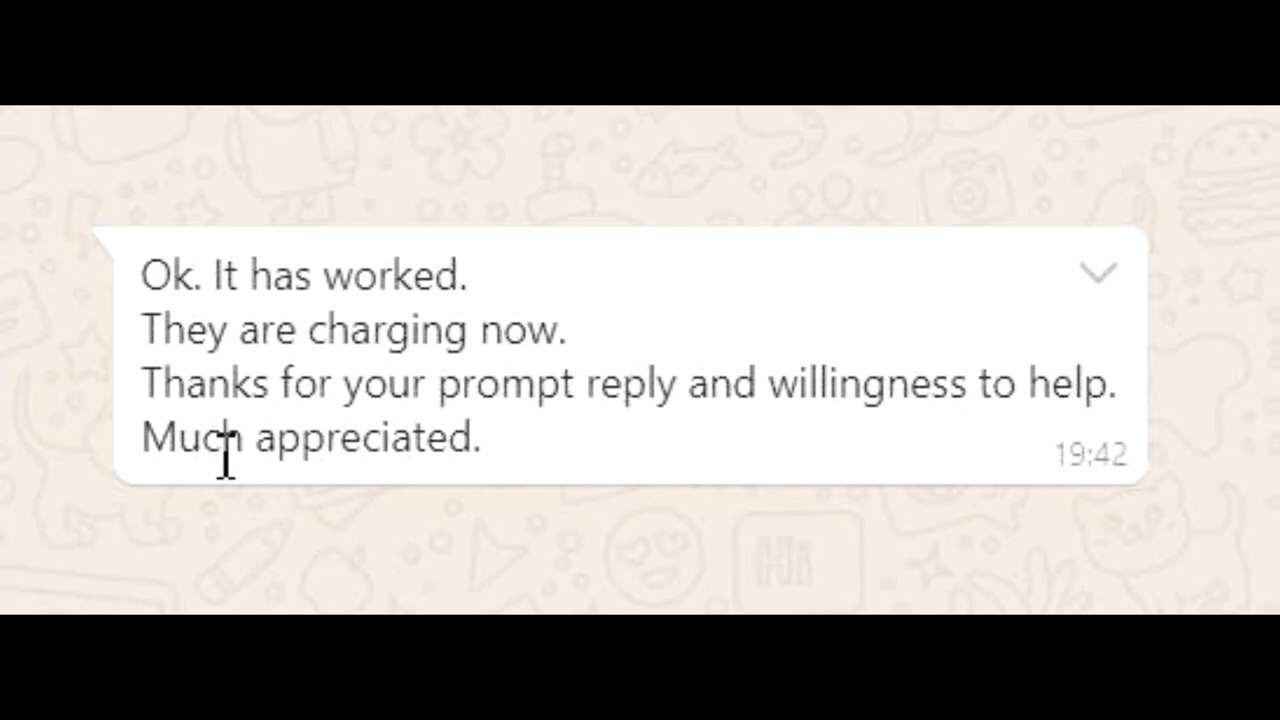 Ok. It has worked.
They are charging now.
Thanks for your prompt reply and willingness to help.
Much appreciated.
19:42
Hi